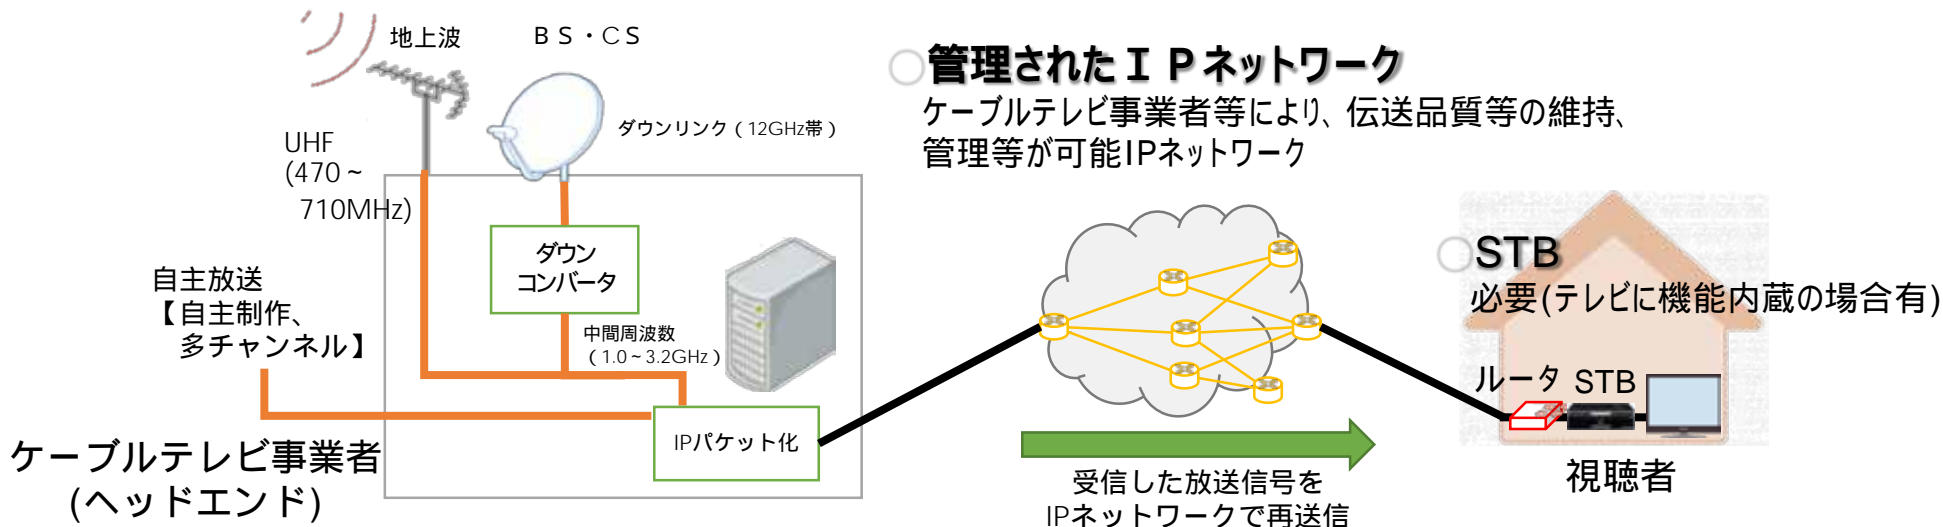 地上波
ＢＳ・CＳ
ダウンリンク（12GHz帯）
UHF
(470～
710MHz)
ダウン
コンバータ
中間周波数
（1.0～3.2GHz）
自主放送
【自主制作、
多チャンネル】
IPパケット化
ケーブルテレビ事業者
(ヘッドエンド)
○管理されたＩＰネットワーク
ケーブルテレビ事業者等により、伝送品質等の維持、
管理等が可能IPネットワーク
受信した放送信号を
IPネットワークで再送信
○STB
必要(テレビに機能内蔵の場合有)
ルータ STB
視聴者